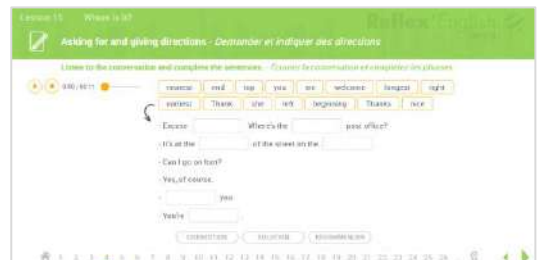 Lesson 15 Where is it?
Reflex'English
Asking for and giving directions - Demander et indiquer des directions
Listen to the conversation and complete the sentences. Écoutez la conversation et complétez les phrases.
0:00 / 00:11
nearest end top you me welcome longest right
earliest Thank she left beginning Thanks nice
- Excuse Where's the post office?
- It's at the of the street on the
- Can I go on foot?
- Yes, of course.
- you.
- You're
CORRECTION SOLUTION RECOMMENCER
1 2 3 4 5 6 7 8 9 10 11 12 13 14 15 16 17 18 19 20 21 22 23 24 25 26